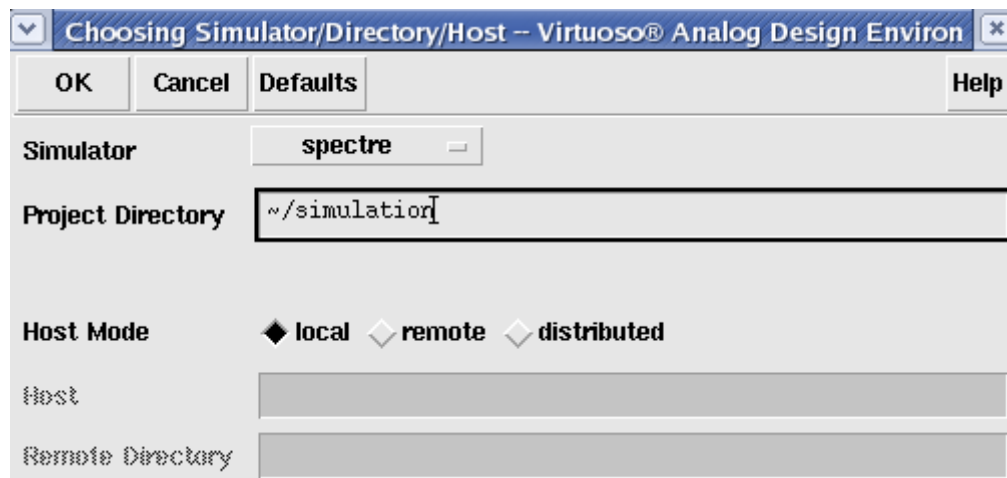 Choosing Simulator/Directory/Host -- Virtuoso® Analog Design Environ
OK Cancel Defaults Help
Simulator spectre
Project Directory ~/simulation
Host Mode local remote distributed
Host
Remote Directory